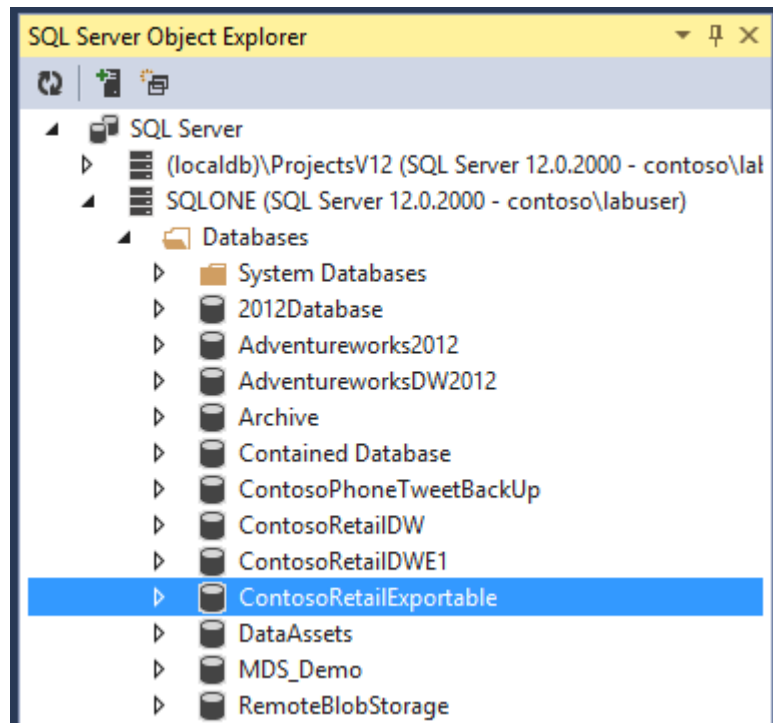 SQL Server Object Explorer
SQL Server
(localdb)\ProjectsV12 (SQL Server 12.0.2000 - contoso\lab
SQLONE (SQL Server 12.0.2000 - contoso\labuser)
Databases
System Databases
2012Database
Adventureworks2012
AdventureworksDW2012
Archive
Contained Database
ContosoPhoneTweetBackUp
ContosoRetailDW
ContosoRetailDWE1
ContosoRetailExportable
DataAssets
MDS_Demo
RemoteBlobStorage